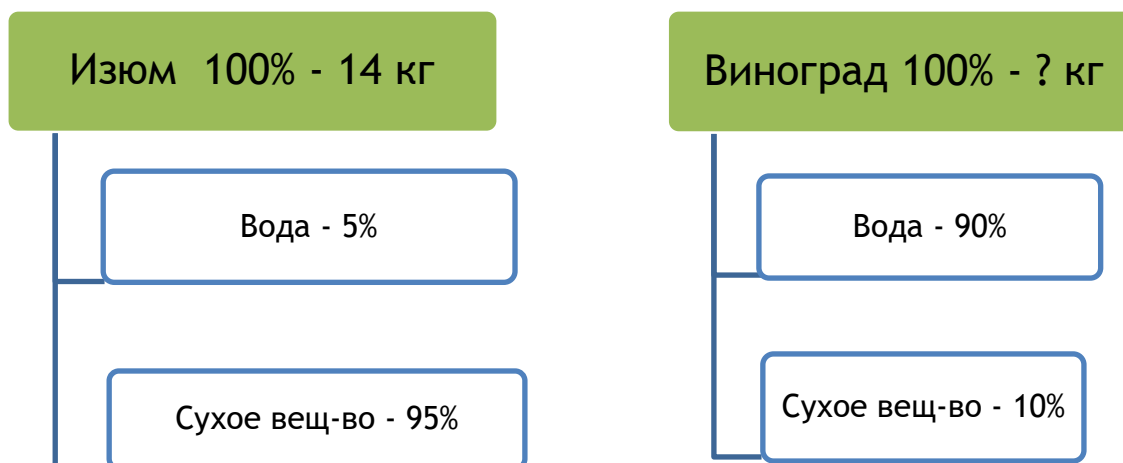 Изюм 100% - 14 кг
Вода - 5%
Сухое вещ-во - 95%
Виноград 100% - ? кг
Вода - 90%
Сухое вещ-во - 10%